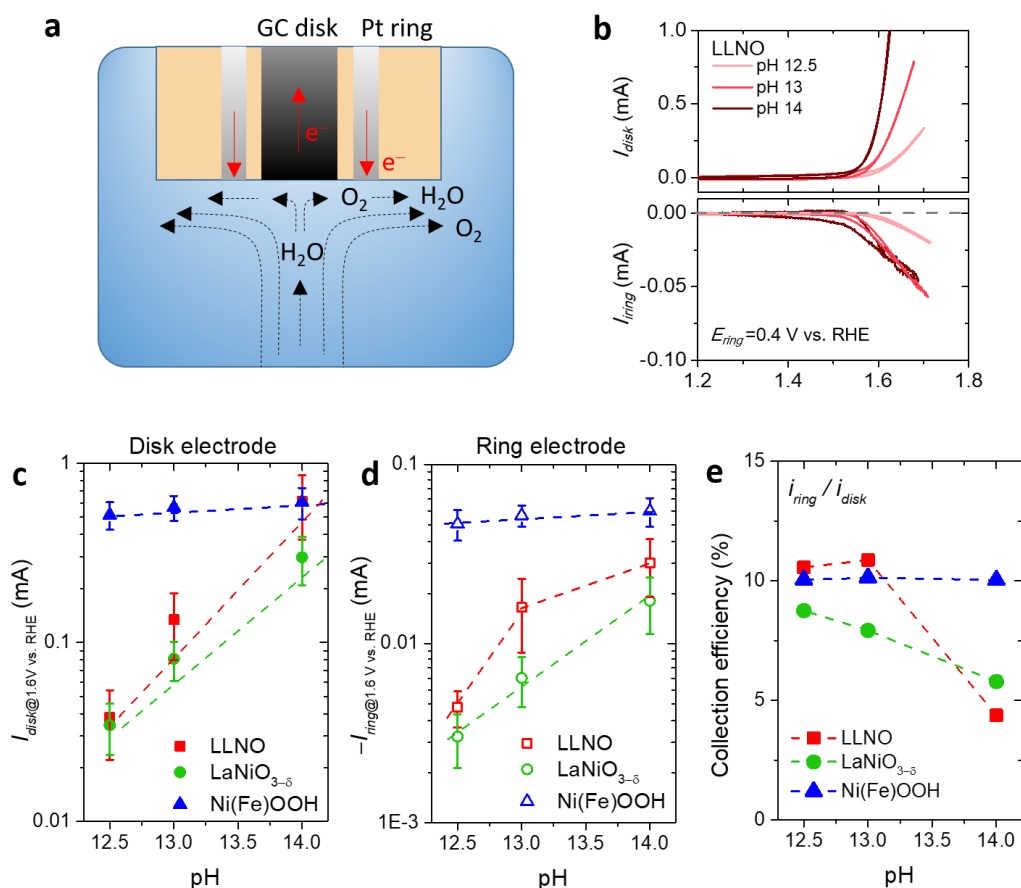 a
GC disk Pt ring
e⁻
e⁻
O₂
H₂O
O₂
H₂O
b
LLNO
pH 12.5
pH 13
pH 14
I_disk (mA)
1.0
0.5
0.0
I_iring (mA)
0.00
-0.05
-0.10
E_ring=0.4 V vs. RHE
1.2 1.4 1.6 1.8
c
Disk electrode
I_disk@1.6V vs. RHE (mA)
1
0.1
0.01
LLNO
LaNiO₃₋δ
Ni(Fe)OOH
12.5 13.0 13.5 14.0
pH
d
Ring electrode
−I_ring@1.6 V vs. RHE (mA)
0.1
0.01
1E-3
LLNO
LaNiO₃₋δ
Ni(Fe)OOH
12.5 13.0 13.5 14.0
pH
e
i_ring / i_disk
Collection efficiency (%)
15
10
5
0
LLNO
LaNiO₃₋δ
Ni(Fe)OOH
12.5 13.0 13.5 14.0
pH